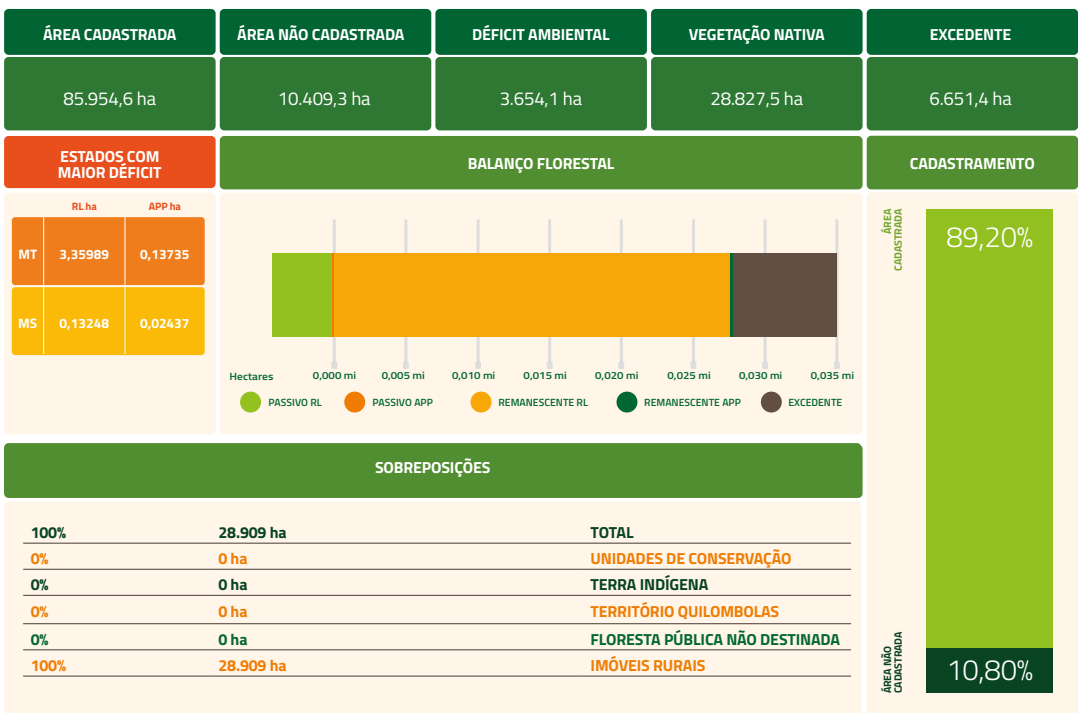 ÁREA CADASTRADA
ÁREA NÃO CADASTRADA
DÉFICIT AMBIENTAL
VEGETAÇÃO NATIVA
EXCEDENTE
85.954,6 ha
10.409,3 ha
3.654,1 ha
28.827,5 ha
6.651,4 ha
ESTADOS COM
MAIOR DÉFICIT
RL ha APP ha
MT 3,35989 0,13735
MS 0,13248 0,02437
BALANÇO FLORESTAL
Hectares 0,000 mi 0,005 mi 0,010 mi 0,015 mi 0,020 mi 0,025 mi 0,030 mi 0,035 mi
PASSIVO RL PASSIVO APP REMANESCENTE RL REMANESCENTE APP EXCEDENTE
CADASTRAMENTO
ÁREA
CADASTRADA
89,20%
ÁREA NÃO
CADASTRADA
10,80%
SOBREPOSIÇÕES
100% 28.909 ha TOTAL
0% 0 ha UNIDADES DE CONSERVAÇÃO
0% 0 ha TERRA INDÍGENA
0% 0 ha TERRITÓRIO QUILOMBOLAS
0% 0 ha FLORESTA PÚBLICA NÃO DESTINADA
100% 28.909 ha IMÓVEIS RURAIS